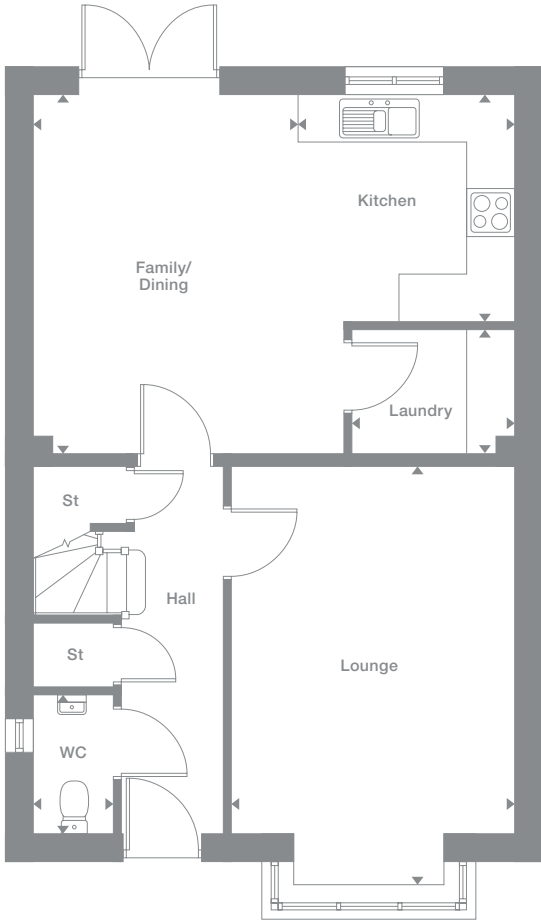 Kitchen
Family/
Dining
Laundry
St
Hall
St
Lounge
WC